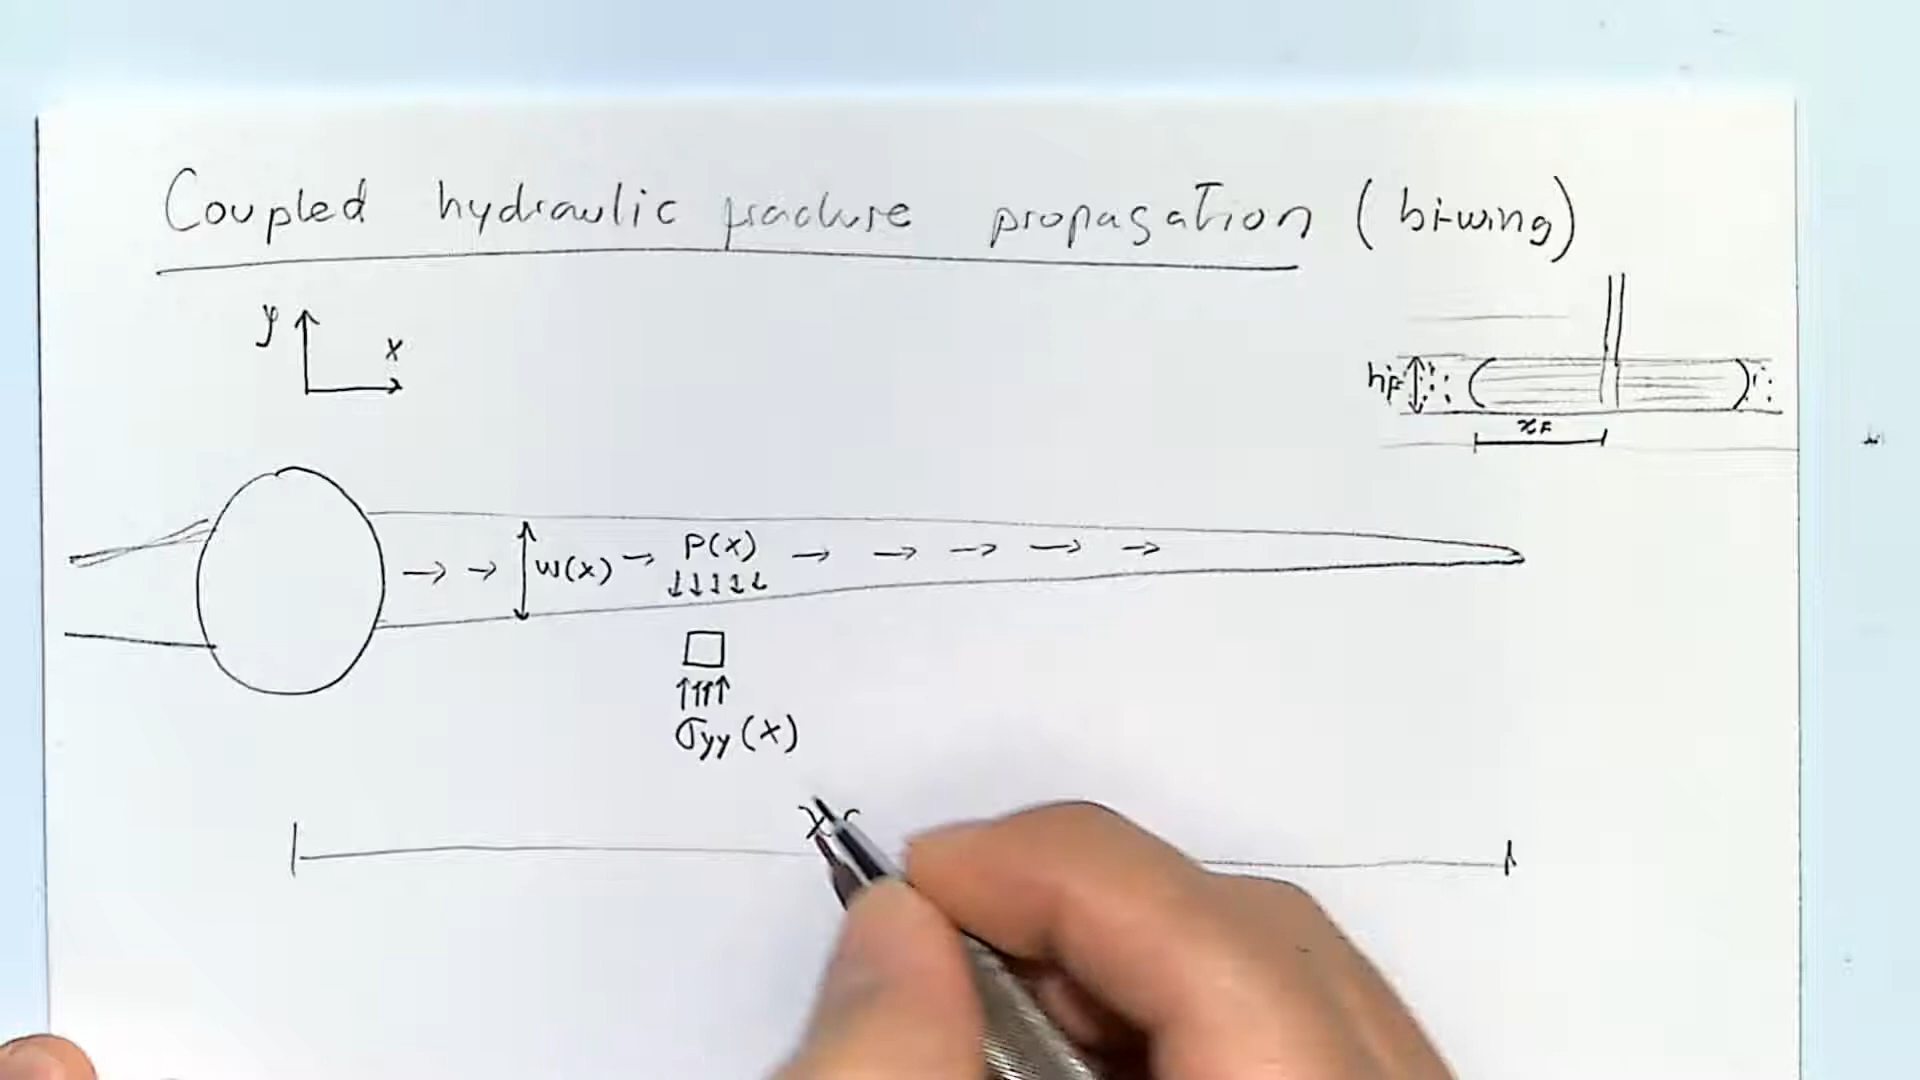 Coupled hydraulic fracture propagation (bi-wing)
y
x
hF
xF
w(x) P(x)
σyy(x)